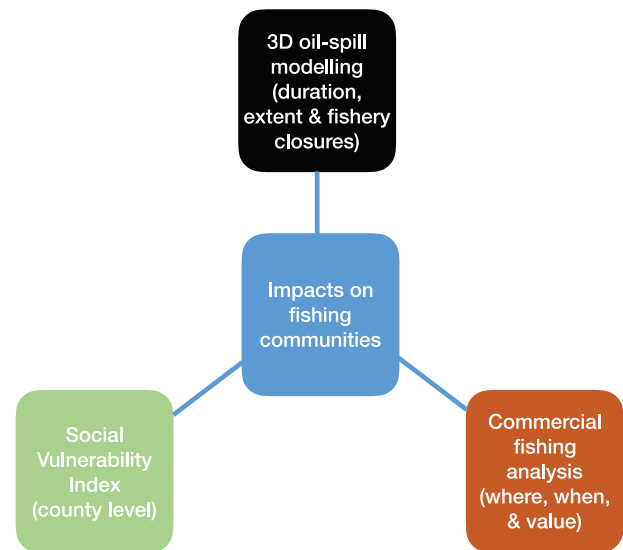 3D oil-spill
modelling
(duration,
extent & fishery
closures)
Impacts on
fishing
communities
Social
Vulnerability
Index
(county level)
Commercial
fishing
analysis
(where, when,
& value)